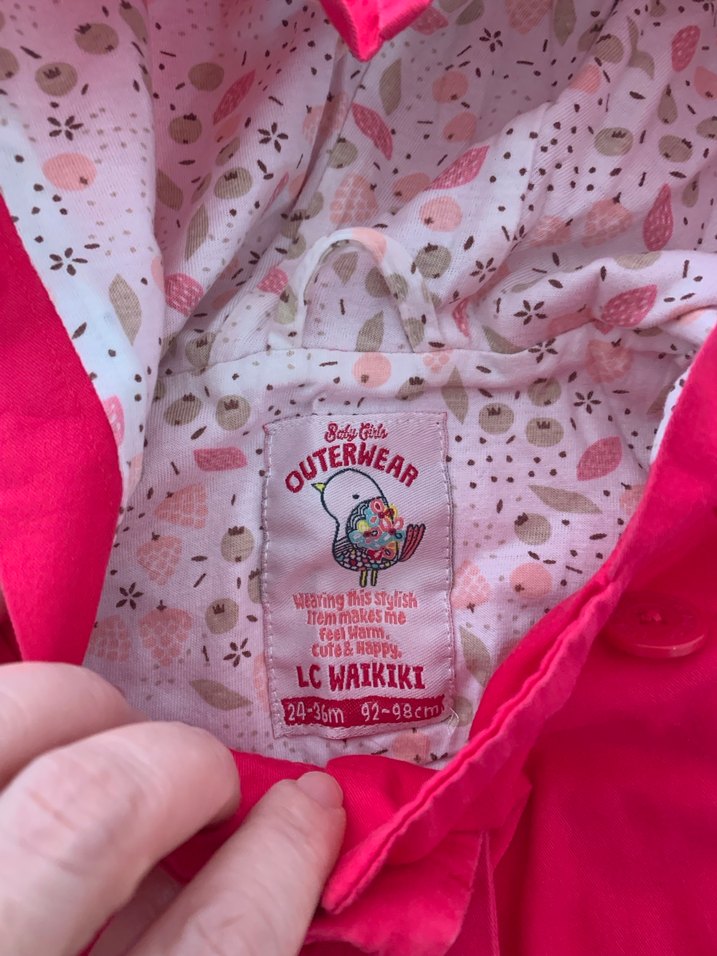 Baby Girls
OUTERWEAR
Wearing this stylish
Item makes me
Feel Warm,
cute & Happy.
LC WAIKIKI
24-36m 92-98cm